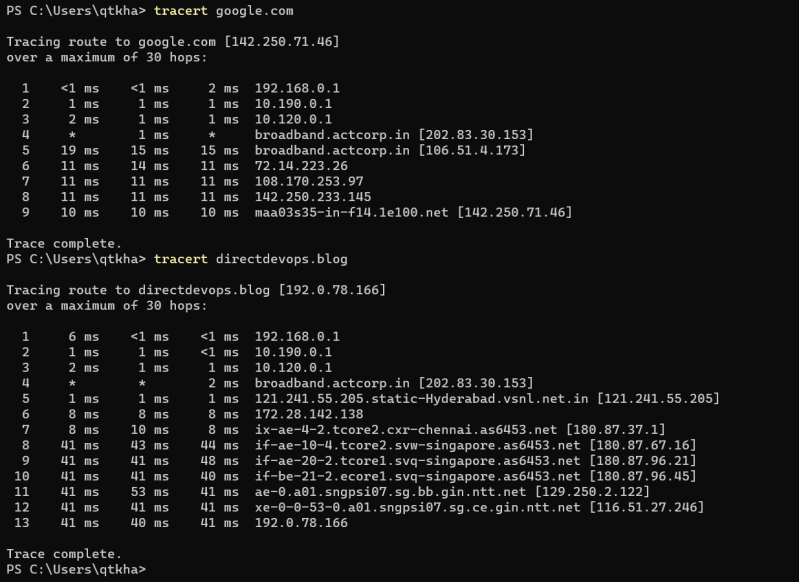 PS C:\Users\qtkha> tracert google.com
Tracing route to google.com [142.250.71.46]
over a maximum of 30 hops:
1 <1 ms <1 ms 2 ms 192.168.0.1
2 1 ms 1 ms 1 ms 10.190.0.1
3 2 ms 1 ms 1 ms 10.120.0.1
4 * 1 ms * broadband.actcorp.in [202.83.30.153]
5 19 ms 15 ms 15 ms broadband.actcorp.in [106.51.4.173]
6 11 ms 14 ms 11 ms 72.14.223.26
7 11 ms 11 ms 11 ms 108.170.253.97
8 11 ms 11 ms 11 ms 142.250.233.145
9 10 ms 10 ms 10 ms maa03s35-in-f14.1e100.net [142.250.71.46]
Trace complete.
PS C:\Users\qtkha> tracert directdevops.blog
Tracing route to directdevops.blog [192.0.78.166]
over a maximum of 30 hops:
1 6 ms <1 ms <1 ms 192.168.0.1
2 1 ms 1 ms <1 ms 10.190.0.1
3 2 ms 1 ms 1 ms 10.120.0.1
4 * * 2 ms broadband.actcorp.in [202.83.30.153]
5 1 ms 1 ms 1 ms 121.241.55.205.static-Hyderabad.vsnl.net.in [121.241.55.205]
6 8 ms 8 ms 8 ms 172.28.142.138
7 8 ms 10 ms 8 ms ix-ae-4-2.tcore2.cxr-chennai.as6453.net [180.87.37.1]
8 41 ms 43 ms 44 ms if-ae-10-4.tcore2.svw-singapore.as6453.net [180.87.67.16]
9 41 ms 41 ms 48 ms if-ae-20-2.tcore1.svq-singapore.as6453.net [180.87.96.21]
10 41 ms 41 ms 40 ms if-be-21-2.ecore1.svq-singapore.as6453.net [180.87.96.45]
11 41 ms 53 ms 41 ms ae-0.a01.sngpsi07.sg.bb.gin.ntt.net [129.250.2.122]
12 41 ms 41 ms 41 ms xe-0-0-53-0.a01.sngpsi07.sg.ce.gin.ntt.net [116.51.27.246]
13 41 ms 40 ms 41 ms 192.0.78.166
Trace complete.
PS C:\Users\qtkha>